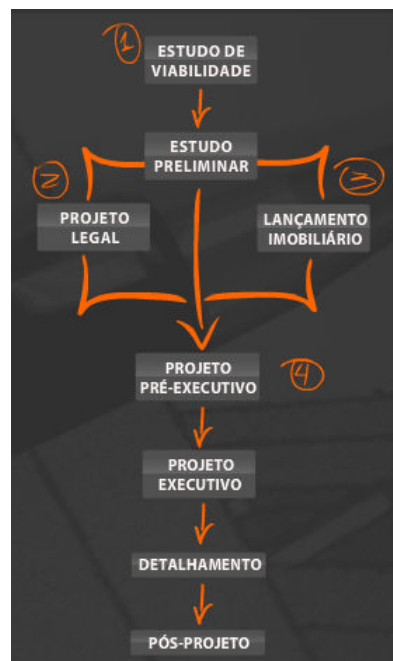 1
ESTUDO DE
VIABILIDADE
ESTUDO
PRELIMINAR
2
3
PROJETO
LEGAL
LANÇAMENTO
IMOBILIÁRIO
PROJETO
PRÉ-EXECUTIVO
4
PROJETO
EXECUTIVO
DETALHAMENTO
PÓS-PROJETO